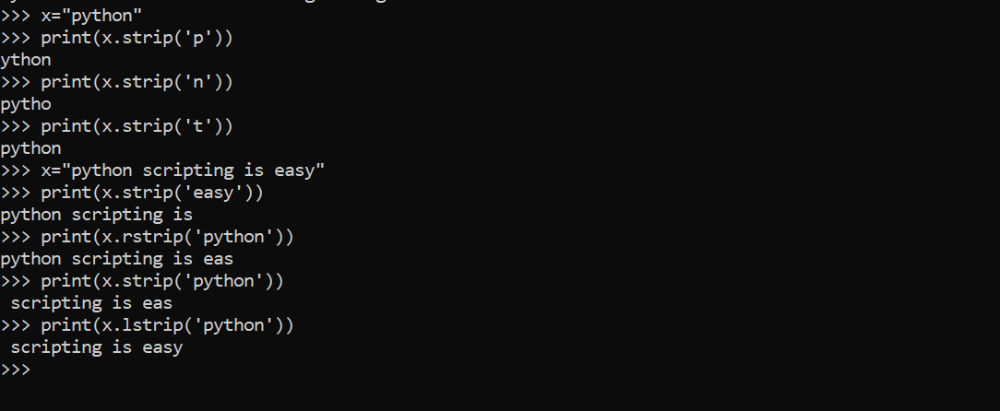 >>> x="python"
>>> print(x.strip('p'))
ython
>>> print(x.strip('n'))
pytho
>>> print(x.strip('t'))
python
>>> x="python scripting is easy"
>>> print(x.strip('easy'))
python scripting is
>>> print(x.rstrip('python'))
python scripting is eas
>>> print(x.strip('python'))
 scripting is eas
>>> print(x.lstrip('python'))
 scripting is easy
>>>